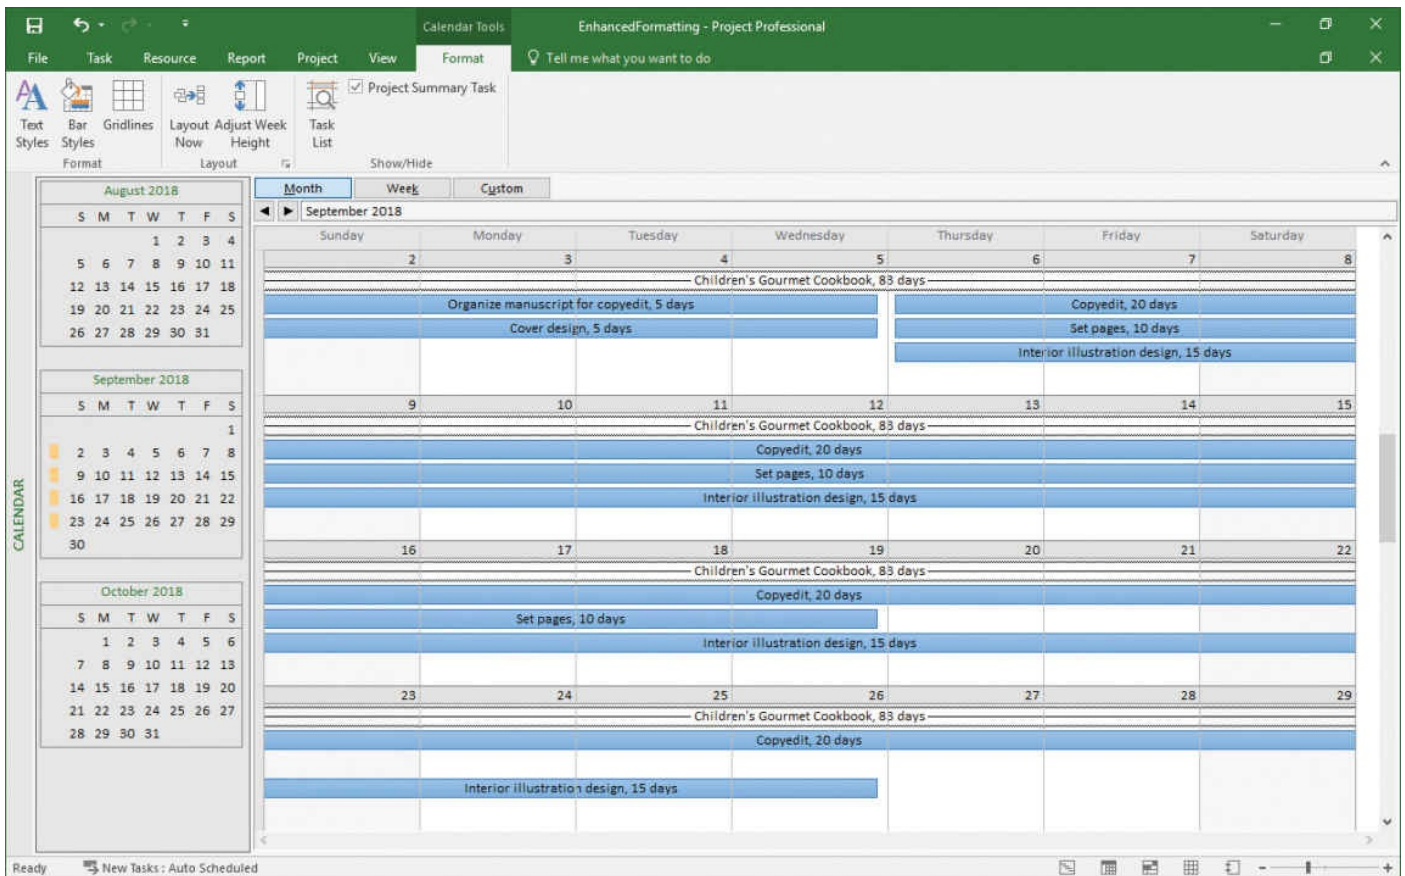 Calendar Tools EnhancedFormatting - Project Professional
File Task Resource Report Project View Format Tell me what you want to do
Text Styles Bar Styles Gridlines Layout Now Adjust Week Height Task List Project Summary Task
Format Layout Show/Hide
CALENDAR
August 2018
S M T W T F S
1 2 3 4
5 6 7 8 9 10 11
12 13 14 15 16 17 18
19 20 21 22 23 24 25
26 27 28 29 30 31
September 2018
S M T W T F S
1
2 3 4 5 6 7 8
9 10 11 12 13 14 15
16 17 18 19 20 21 22
23 24 25 26 27 28 29
30
October 2018
S M T W T F S
1 2 3 4 5 6
7 8 9 10 11 12 13
14 15 16 17 18 19 20
21 22 23 24 25 26 27
28 29 30 31
Month Week Custom
September 2018
Sunday Monday Tuesday Wednesday Thursday Friday Saturday
2 3 4 5 6 7 8
Children's Gourmet Cookbook, 83 days
Organize manuscript for copyedit, 5 days Copyedit, 20 days
Cover design, 5 days Set pages, 10 days
Interior illustration design, 15 days
9 10 11 12 13 14 15
Children's Gourmet Cookbook, 83 days
Copyedit, 20 days
Set pages, 10 days
Interior illustration design, 15 days
16 17 18 19 20 21 22
Children's Gourmet Cookbook, 83 days
Copyedit, 20 days
Set pages, 10 days
Interior illustration design, 15 days
23 24 25 26 27 28 29
Children's Gourmet Cookbook, 83 days
Copyedit, 20 days
Interior illustration design, 15 days
Ready New Tasks : Auto Scheduled